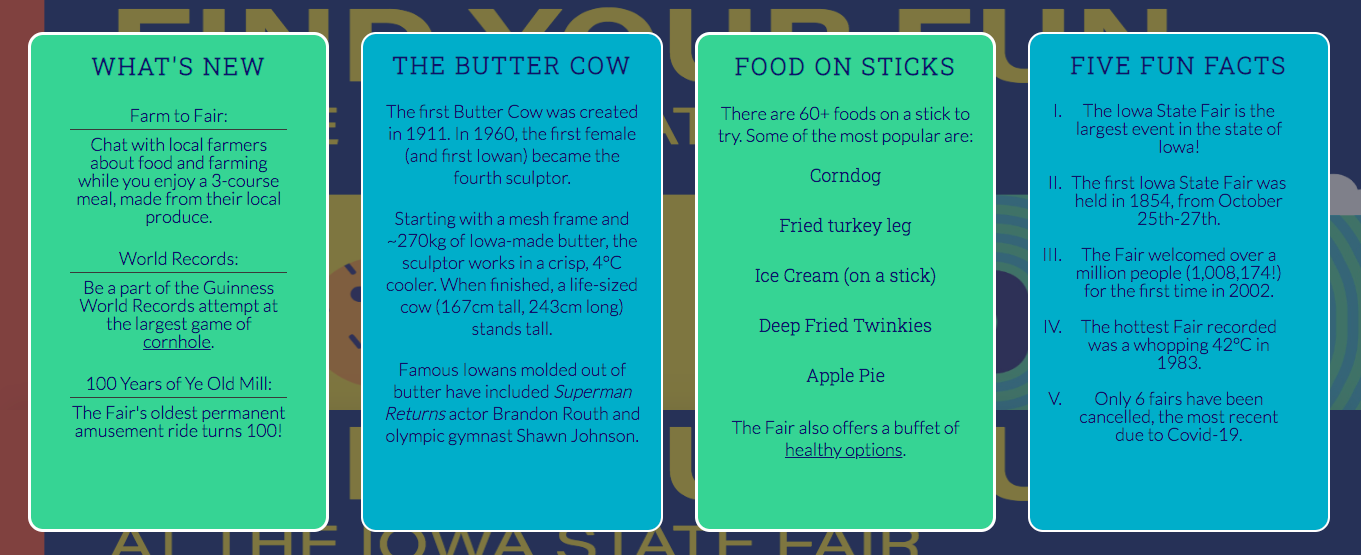 FIND YOUR FUN
WHAT'S NEW
Farm to Fair:
Chat with local farmers
about food and farming
while you enjoy a 3-course
meal, made from their local
produce.
World Records:
Be a part of the Guinness
World Records attempt at
the largest game of
cornhole.
100 Years of Ye Old Mill:
The Fair's oldest permanent
amusement ride turns 100!
THE BUTTER COW
The first Butter Cow was created
in 1911. In 1960, the first female
(and first Iowan) became the
fourth sculptor.
Starting with a mesh frame and
~270kg of Iowa-made butter, the
sculptor works in a crisp, 4°C
cooler. When finished, a life-sized
cow (167cm tall, 243cm long)
stands tall.
Famous Iowans molded out of
butter have included Superman
Returns actor Brandon Routh and
olympic gymnast Shawn Johnson.
FOOD ON STICKS
There are 60+ foods on a stick to
try. Some of the most popular are:
Corndog
Fried turkey leg
Ice Cream (on a stick)
Deep Fried Twinkies
Apple Pie
The Fair also offers a buffet of
healthy options.
FIVE FUN FACTS
I. The Iowa State Fair is the
largest event in the state of
Iowa!
II. The first Iowa State Fair was
held in 1854, from October
25th-27th.
III. The Fair welcomed over a
million people (1,008,174!)
for the first time in 2002.
IV. The hottest Fair recorded
was a whopping 42°C in
1983.
V. Only 6 fairs have been
cancelled, the most recent
due to Covid-19.
AT THE IOWA STATE FAIR